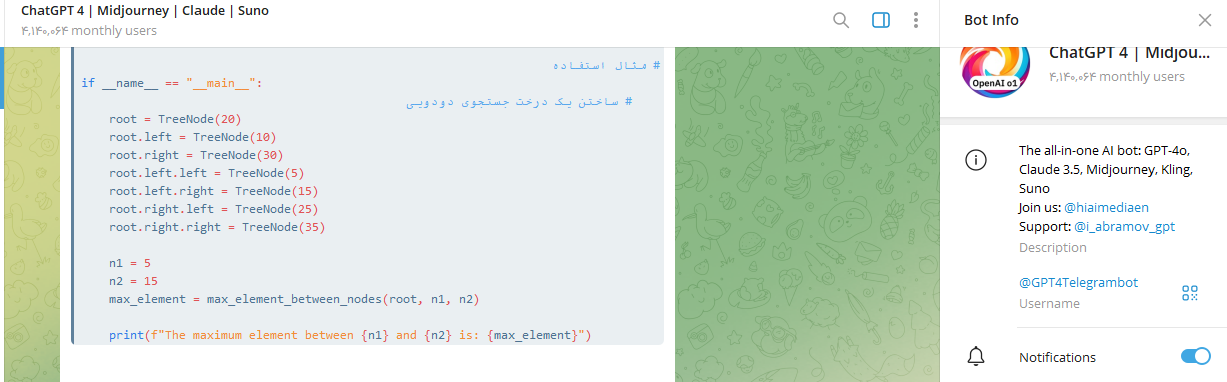 ChatGPT 4 | Midjourney | Claude | Suno
۴,۱۴۰,۰۶۴ monthly users
# مثال استفاده
if __name__ == "__main__":
# ساختن یک درخت جستجوی دودویی
root = TreeNode(20)
root.left = TreeNode(10)
root.right = TreeNode(30)
root.left.left = TreeNode(5)
root.left.right = TreeNode(15)
root.right.left = TreeNode(25)
root.right.right = TreeNode(35)
n1 = 5
n2 = 15
max_element = max_element_between_nodes(root, n1, n2)
print(f"The maximum element between {n1} and {n2} is: {max_element}")
Bot Info
ChatGPT 4 | Midjou...
۴,۱۴۰,۰۶۴ monthly users
OpenAI o1
The all-in-one AI bot: GPT-4o,
Claude 3.5, Midjourney, Kling,
Suno
Join us: @hiaimediaen
Support: @i_abramov_gpt
Description
@GPT4Telegrambot
Username
Notifications